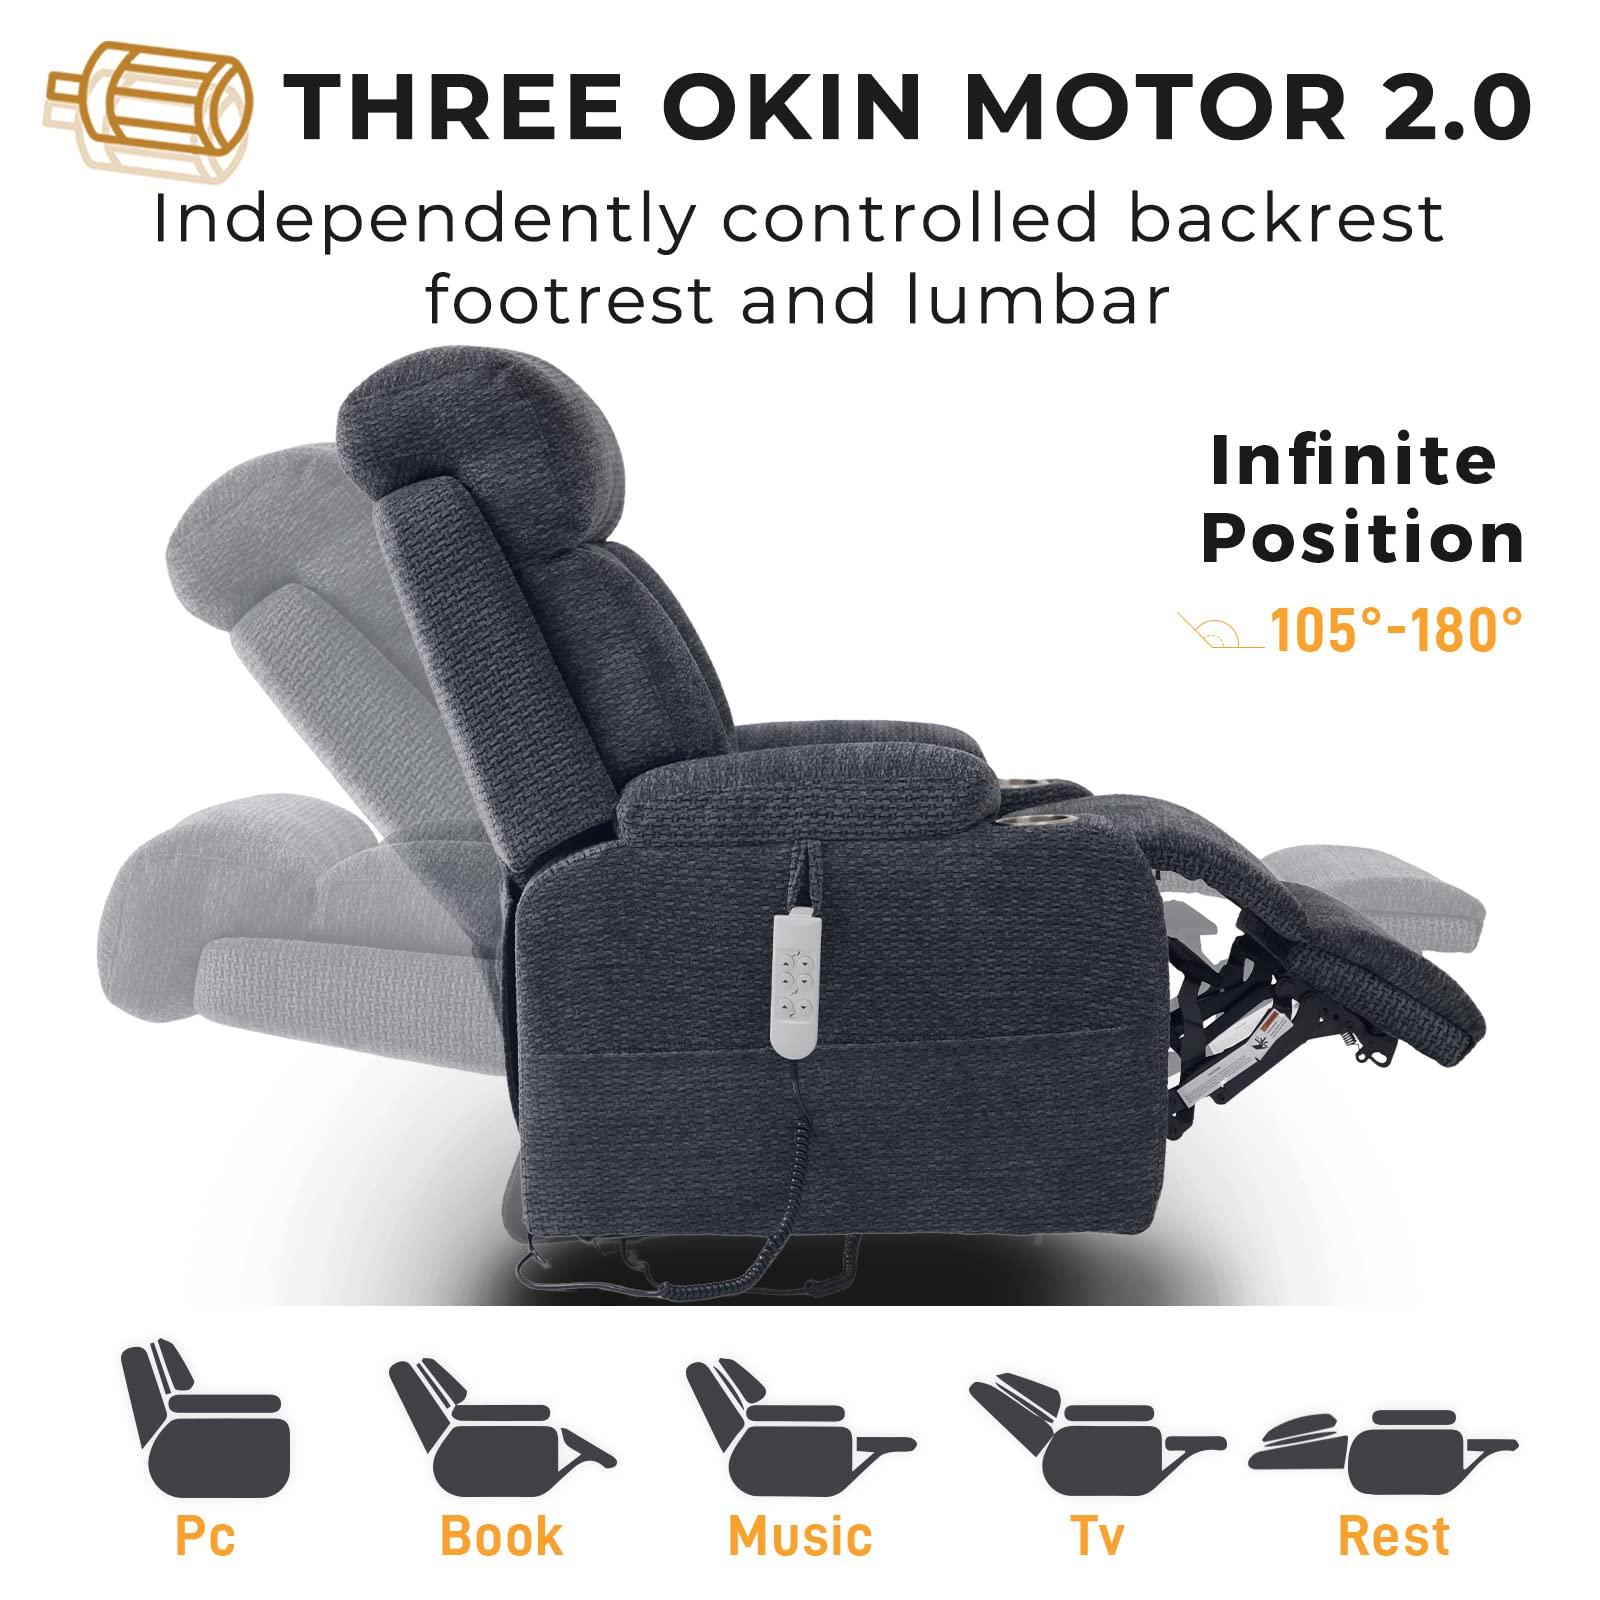 THREE OKIN MOTOR 2.0
Independently controlled backrest
footrest and lumbar
Infinite
Position
105°-180°
Pc
Book
Music
Tv
Rest